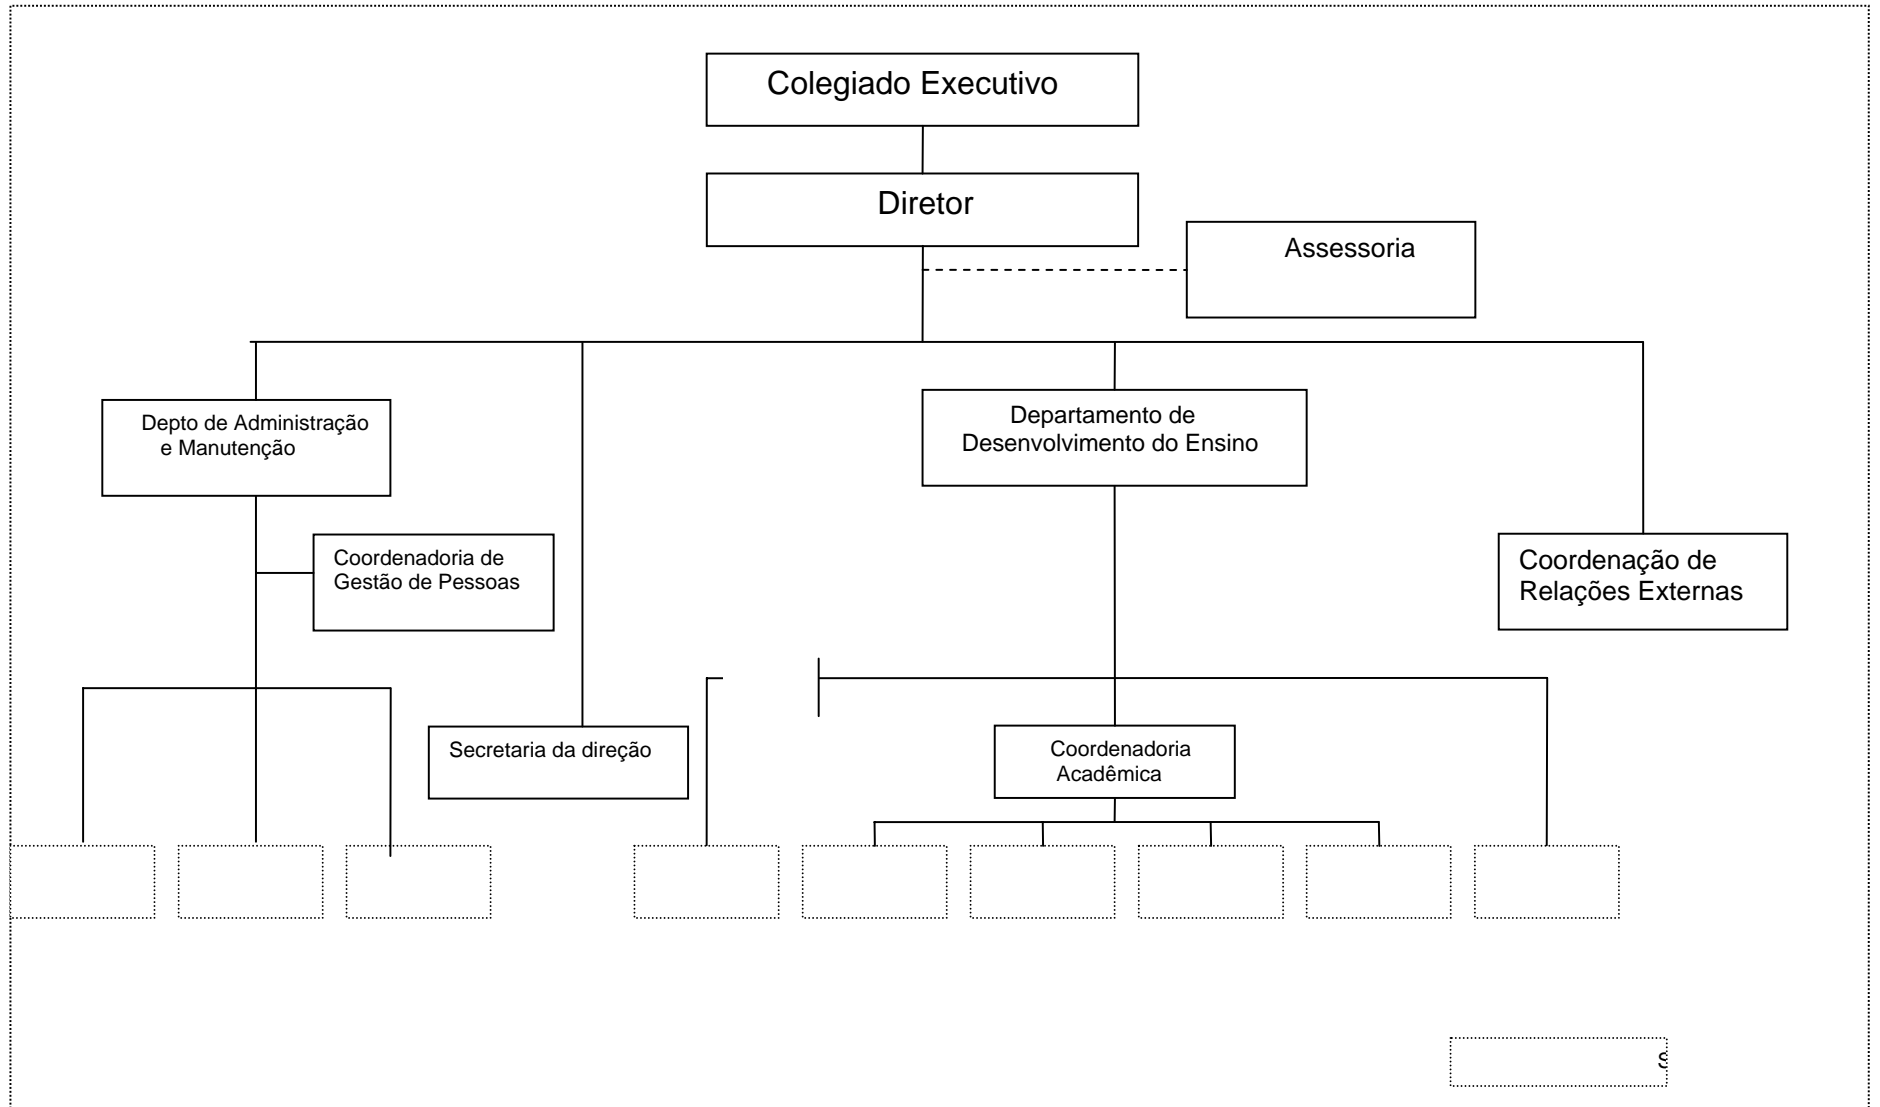 Colegiado Executivo
Diretor
Assessoria
Depto de Administração
e Manutenção
Departamento de
Desenvolvimento do Ensino
Coordenadoria de
Gestão de Pessoas
Coordenação de
Relações Externas
Secretaria da direção
Coordenadoria
Acadêmica